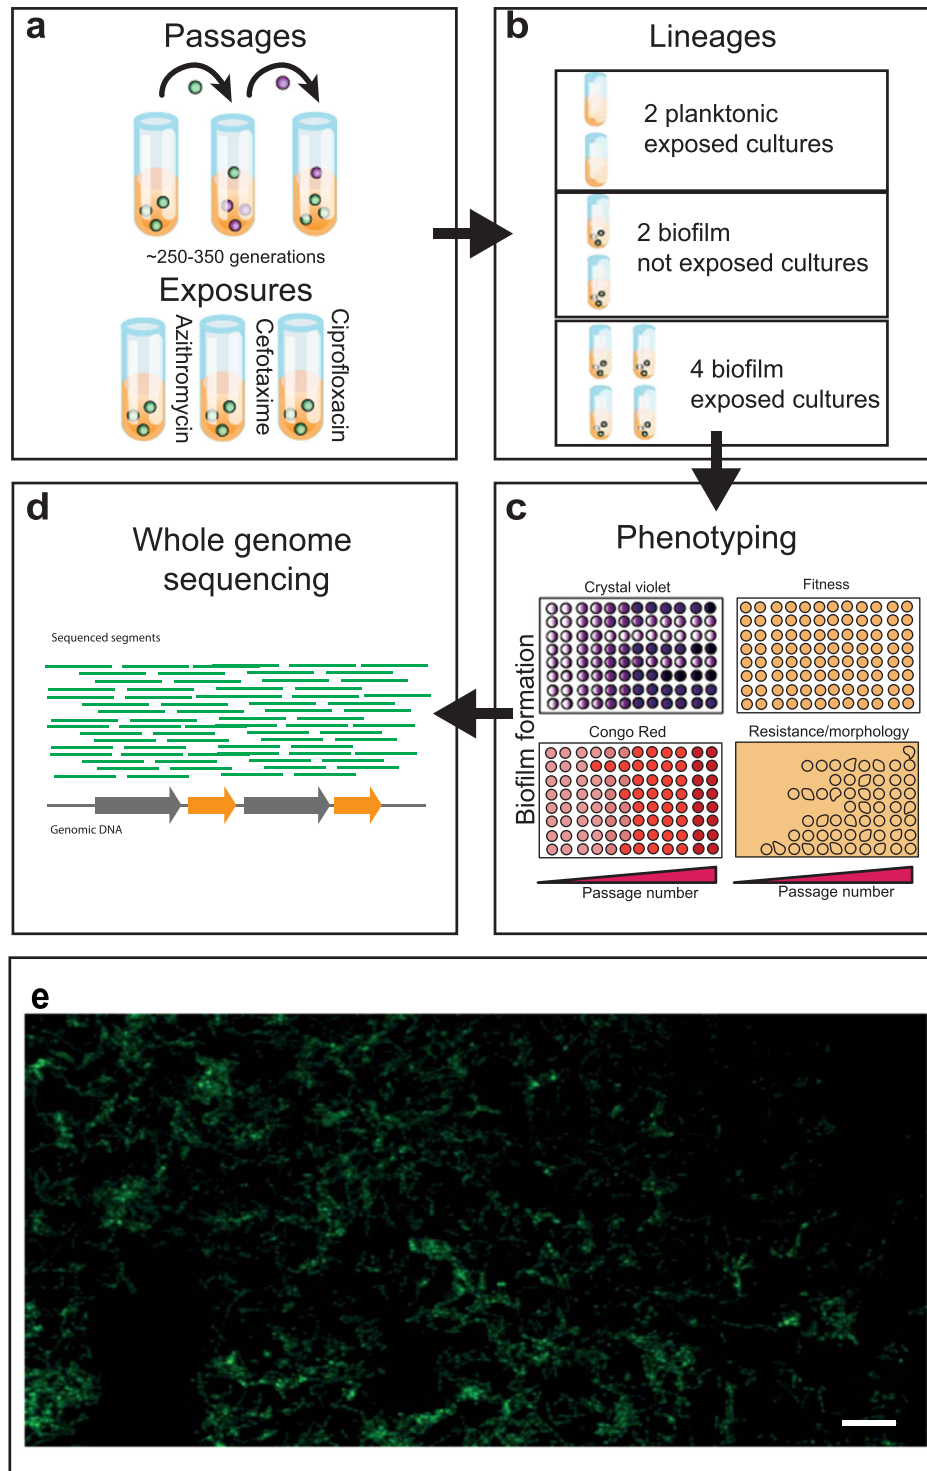 a
Passages
~250-350 generations
Exposures
Azithromycin
Cefotaxime
Ciprofloxacin
b
Lineages
2 planktonic
exposed cultures
2 biofilm
not exposed cultures
4 biofilm
exposed cultures
c
Phenotyping
Biofilm formation
Crystal violet
Fitness
Congo Red
Resistance/morphology
Passage number
Passage number
d
Whole genome
sequencing
Sequenced segments
Genomic DNA
e